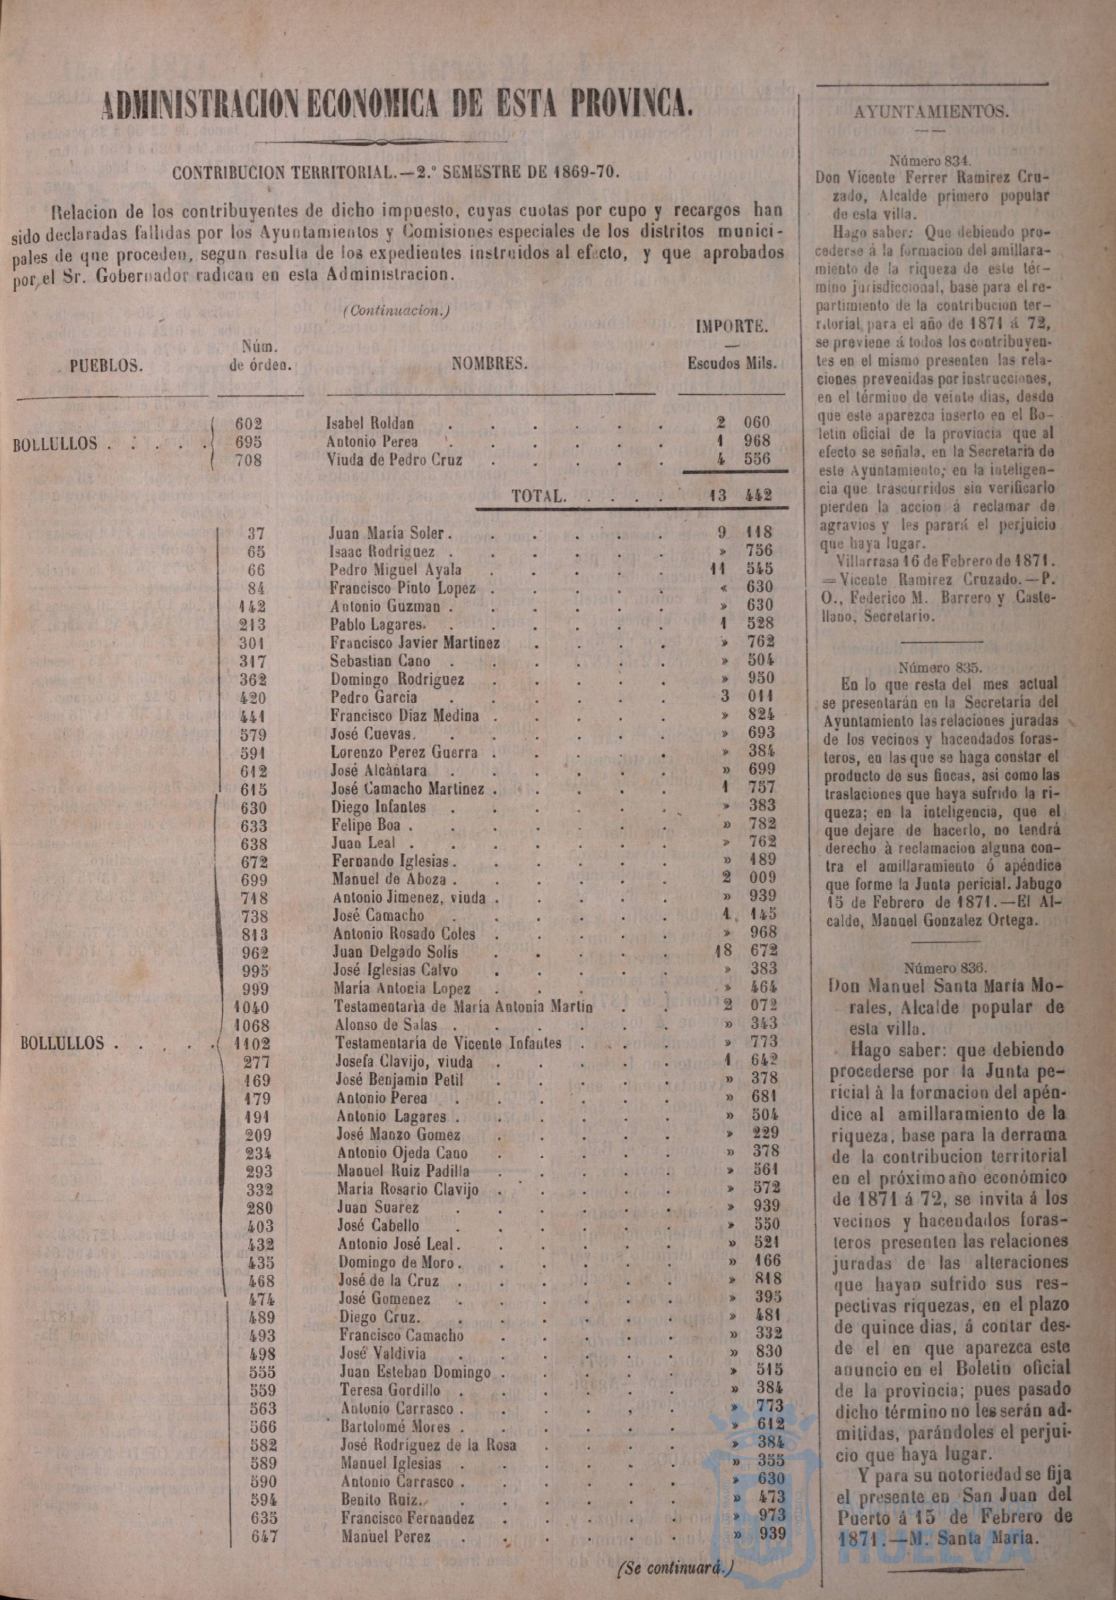 ADMINISTRACION ECONOMICA DE ESTA PROVINCA.
CONTRIBUCION TERRITORIAL.—2.º SEMESTRE DE 1869-70.
Relacion de los contribuyentes de dicho impuesto, cuyas cuotas por cupo y recargos han
sido declaradas fallidas por los Ayuntamientos y Comisiones especiales de los distritos munici-
pales de que proceden, segun resulta de los expedientes instruidos al efecto, y que aprobados
por el Sr. Gobernador radican en esta Administracion.
(Continuacion.)
PUEBLOS. Núm. de órden. NOMBRES. IMPORTE. — Escudos Mils.
602 Isabel Roldan . . . . . . 2 060
BOLLULLOS . . . . . 695 Antonio Perea . . . . . . 1 968
708 Viuda de Pedro Cruz . . . . . 4 556
TOTAL. . . . . 13 442
37 Juan María Soler . . . . . . 9 118
65 Isaac Rodriguez . . . . . . » 756
66 Pedro Miguel Ayala . . . . . 11 545
84 Francisco Pinto Lopez . . . . . « 630
142 Antonio Guzman . . . . . . » 630
213 Pablo Lagares. . . . . . 1 528
301 Francisco Javier Martinez . . . . » 762
317 Sebastian Cano . . . . . . » 504
362 Domingo Rodriguez . . . . . » 950
420 Pedro Garcia . . . . . . 3 011
441 Francisco Diaz Medina . . . . . » 824
579 José Cuevas. . . . . . . » 693
591 Lorenzo Perez Guerra . . . . . » 384
612 José Alcàntara . . . . . . » 699
615 José Camacho Martinez . . . . . 1 757
630 Diego Infantes . . . . . . » 383
633 Felipe Boa . . . . . . . » 782
638 Juan Leal . . . . . . . » 762
672 Fernando Iglesias . . . . . . » 189
699 Manuel de Aboza . . . . . . 2 009
718 Antonio Jimenez, viuda . . . . . » 939
738 José Camacho . . . . . . 1 145
813 Antonio Rosado Coles . . . . . » 968
962 Juan Delgado Solís . . . . . 18 672
995 José Iglesias Calvo . . . . . » 383
999 María Antonia Lopez . . . . . » 464
1040 Testamentaria de María Antonia Martin . . 2 072
1068 Alonso de Salas . . . . . . » 343
BOLLULLOS . . . . . 1102 Testamentaría de Vicente Infantes . . . » 773
277 Josefa Clavijo, viuda . . . . . 1 642
169 José Benjamin Petil . . . . . » 378
179 Antonio Perea . . . . . . » 681
191 Antonio Lagares . . . . . . » 504
209 José Manzo Gomez . . . . . » 229
234 Antonio Ojeda Cano . . . . . » 378
293 Manuel Ruiz Padilla . . . . . » 561
332 María Rosario Clavijo . . . . . » 572
280 Juan Suarez . . . . . . » 939
403 José Cabello . . . . . . » 550
432 Antonio José Leal . . . . . . » 521
435 Domingo de Moro . . . . . . » 166
468 José de la Cruz . . . . . . » 818
474 José Gomenez . . . . . . » 395
489 Diego Cruz. . . . . . . » 481
493 Francisco Camacho . . . . . » 332
498 José Valdivia . . . . . . » 830
555 Juan Esteban Domingo . . . . . » 515
559 Teresa Gordillo . . . . . . » 384
563 Antonio Carrasco . . . . . . » 773
566 Bartolomé Mores . . . . . . » 612
582 José Rodriguez de la Rosa . . . . » 384
589 Manuel Iglesias . . . . . . » 355
590 Antonio Carrasco . . . . . . » 630
594 Benito Ruiz. . . . . . . » 473
635 Francisco Fernandez . . . . . » 973
647 Manuel Perez . . . . . . » 939
(Se continuará.)
AYUNTAMIENTOS.
Número 834.
Don Vicente Ferrer Ramirez Cru-
zado, Alcalde primero popular
de esta villa.
Hago saber: Que debiendo pro-
cederse á la formacion del amillara-
miento de la riqueza de este tér-
mino jurisdiccional, base para el re-
partimiento de la contribucion ter-
ritorial para el año de 1871 á 72,
se previene á todos los contribuyen-
tes en el mismo presenten las rela-
ciones prevenidas por instrucciones,
en el término de veinte dias, desde
que este aparezca inserto en el Bo-
letin oficial de la provincia que al
efecto se señala, en la Secretaría de
este Ayuntamiento; en la inteligen-
cia que trascurridos sin verificarlo
pierden la accion á reclamar de
agravios y les parará el perjuicio
que haya lugar.
Villarrasa 16 de Febrero de 1871.
=Vicente Ramirez Cruzado.—P.
O., Federico M. Barrero y Caste-
llano, Secretario.
Número 835.
En lo que resta del mes actual
se presentarán en la Secretaría del
Ayuntamiento las relaciones juradas
de los vecinos y hacendados foras-
teros, en las que se haga constar el
producto de sus fincas, asi como las
traslaciones que haya sufrido la ri-
queza; en la inteligencia, que el
que dejare de hacerlo, no tendrá
derecho à reclamacion alguna con-
tra el amillaramiento ó apéndice
que forme la Junta pericial. Jabugo
15 de Febrero de 1871.—El Al-
calde, Manuel Gonzalez Ortega.
Número 836.
Don Manuel Santa María Mo-
rales, Alcalde popular de
esta villa.
Hago saber: que debiendo
procederse por la Junta pe-
ricial à la formacion del apén-
dice al amillaramiento de la
riqueza, base para la derrama
de la contribucion territorial
en el próximo año económico
de 1871 á 72, se invita á los
vecinos y hacendados foras-
teros presenten las relaciones
juradas de las alteraciones
que hayan sufrido sus res-
pectivas riquezas, en el plazo
de quince dias, á contar des-
de el en que aparezca este
anuncio en el Boletin oficial
de la provincia; pues pasado
dicho término no les serán ad-
mitidas, parándoles el perjui-
cio que haya lugar.
Y para su notoriedad se fija
el presente en San Juan del
Puerto á 15 de Febrero de
1871.—M. Santa María.
HUELVA